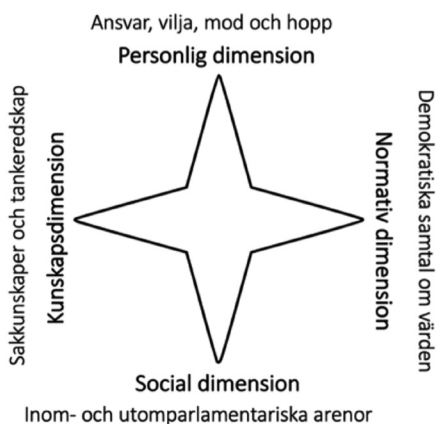 Ansvar, vilja, mod och hopp
Personlig dimension
Sakkunskaper och tankeredskap
Kunskapsdimension
Normativ dimension
Demokratiska samtal om värden
Social dimension
Inom- och utomparlamentariska arenor